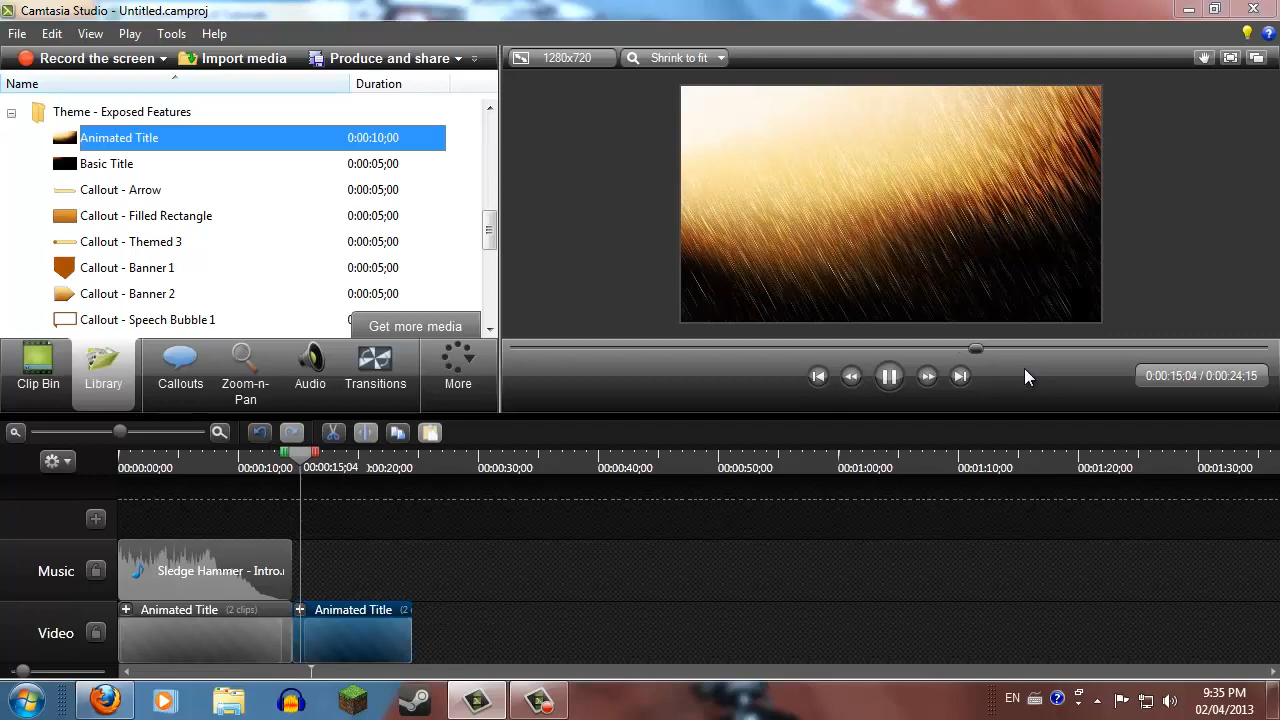 Camtasia Studio - Untitled.camproj
File Edit View Play Tools Help
Record the screen Import media Produce and share
1280x720 Shrink to fit
Name Duration
Theme - Exposed Features
Animated Title 0:00:10;00
Basic Title 0:00:05;00
Callout - Arrow 0:00:05;00
Callout - Filled Rectangle 0:00:05;00
Callout - Themed 3 0:00:05;00
Callout - Banner 1 0:00:05;00
Callout - Banner 2 0:00:05;00
Callout - Speech Bubble 1
Get more media
Clip Bin Library Callouts Zoom-n-Pan Audio Transitions More
0:00:15;04 / 0:00:24;15
00:00:00;00 00:00:10;00 00:00:15;04 00:00:20;00 00:00:30;00 00:00:40;00 00:00:50;00 00:01:00;00 00:01:10;00 00:01:20;00 00:01:30;00
Music Sledge Hammer - Intro.
Animated Title (2 clips) Animated Title (2
Video
EN 9:35 PM
02/04/2013